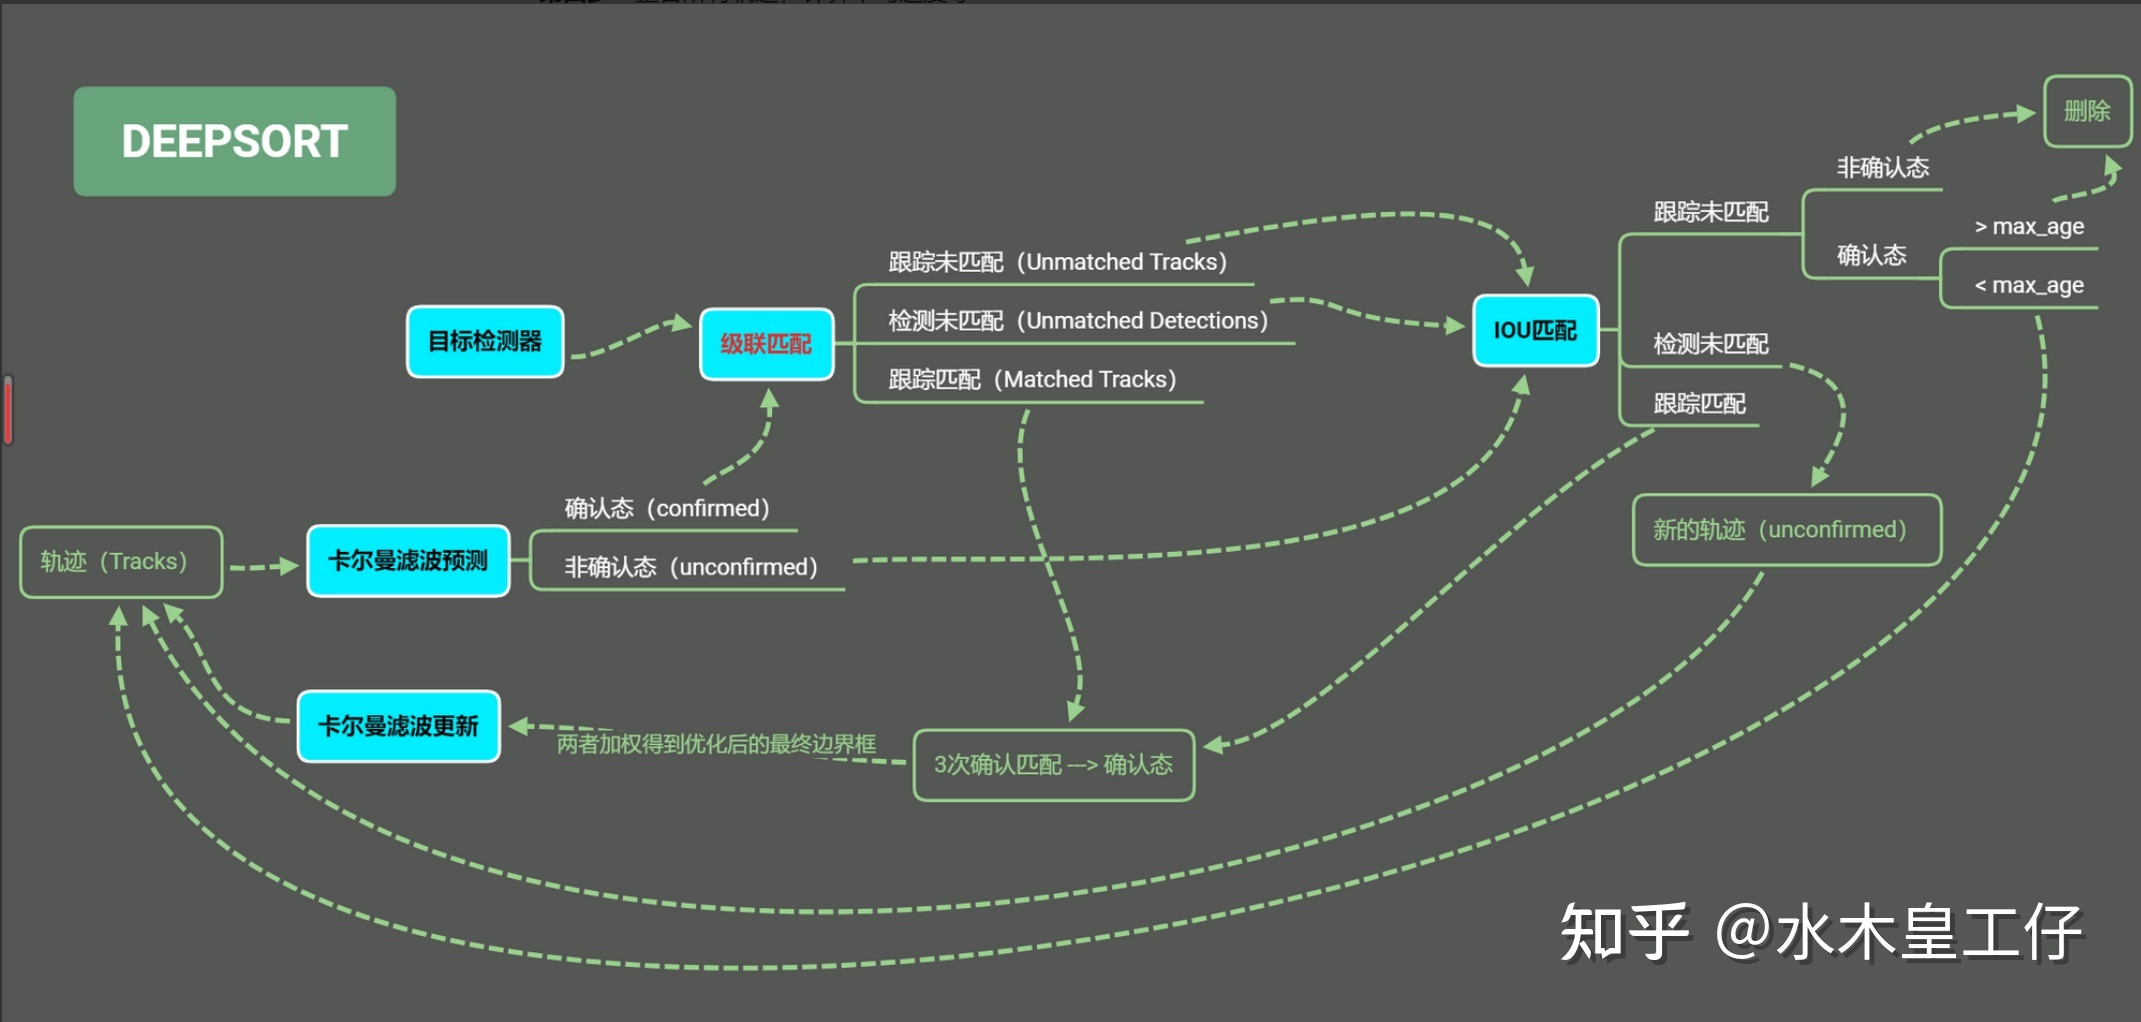 DEEPSORT
删除
非确认态
跟踪未匹配
> max_age
确认态
< max_age
跟踪未匹配（Unmatched Tracks）
检测未匹配（Unmatched Detections）
跟踪匹配（Matched Tracks）
目标检测器
级联匹配
IOU匹配
检测未匹配
跟踪匹配
确认态（confirmed）
非确认态（unconfirmed）
轨迹（Tracks）
卡尔曼滤波预测
新的轨迹（unconfirmed）
卡尔曼滤波更新
两者加权得到优化后的最终边界框
3次确认匹配 ---> 确认态
知乎 @水木皇工仔